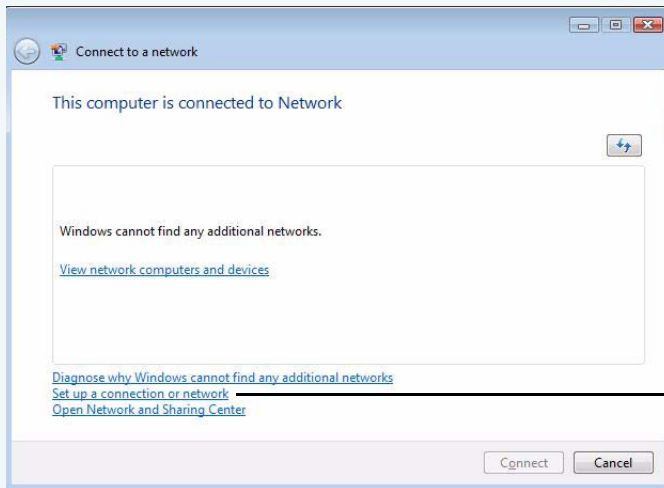 Connect to a network
This computer is connected to Network
Windows cannot find any additional networks.
View network computers and devices
Diagnose why Windows cannot find any additional networks
Set up a connection or network
Open Network and Sharing Center
Connect Cancel